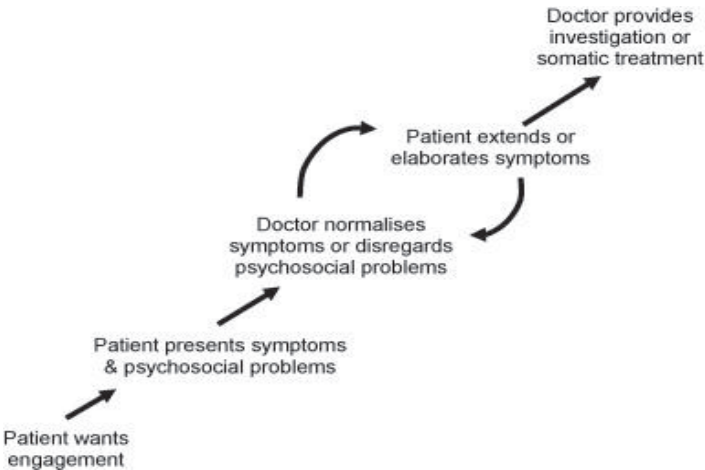 Doctor provides
investigation or
somatic treatment
Patient extends or
elaborates symptoms
Doctor normalises
symptoms or disregards
psychosocial problems
Patient presents symptoms
& psychosocial problems
Patient wants
engagement